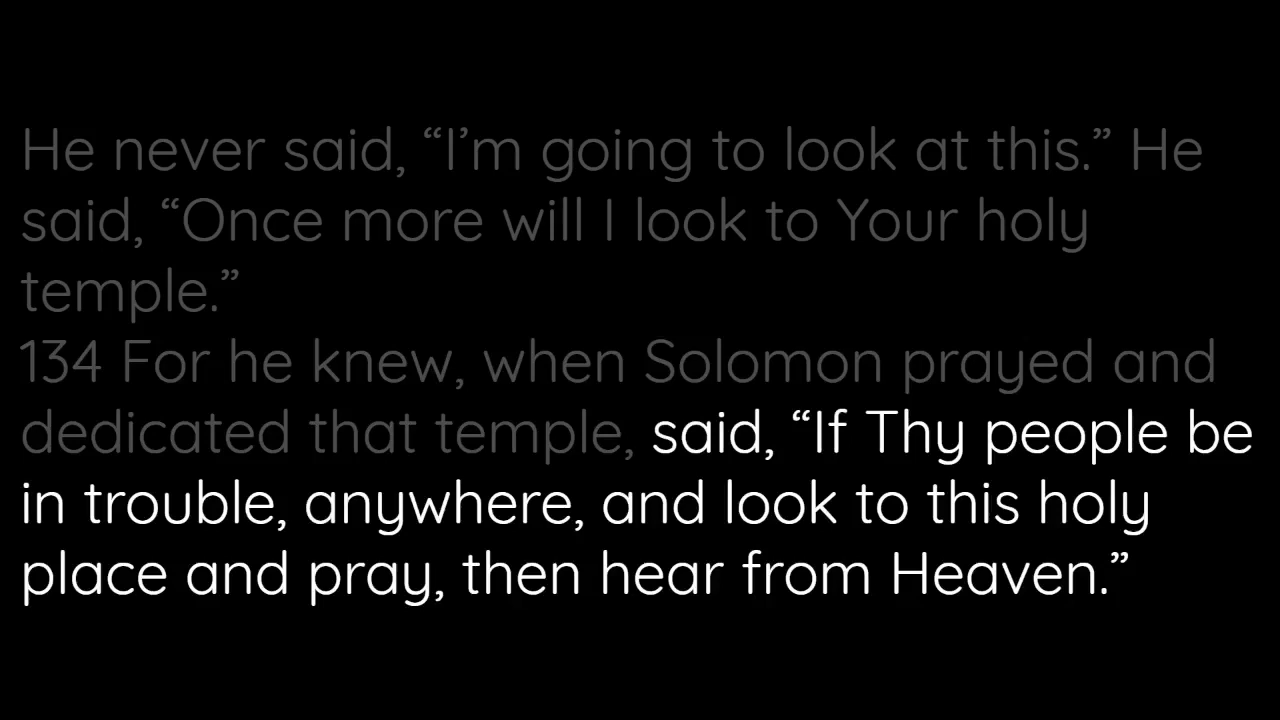 He never said, “I’m going to look at this.” He
said, “Once more will I look to Your holy
temple.”
134 For he knew, when Solomon prayed and
dedicated that temple, said, “If Thy people be
in trouble, anywhere, and look to this holy
place and pray, then hear from Heaven.”